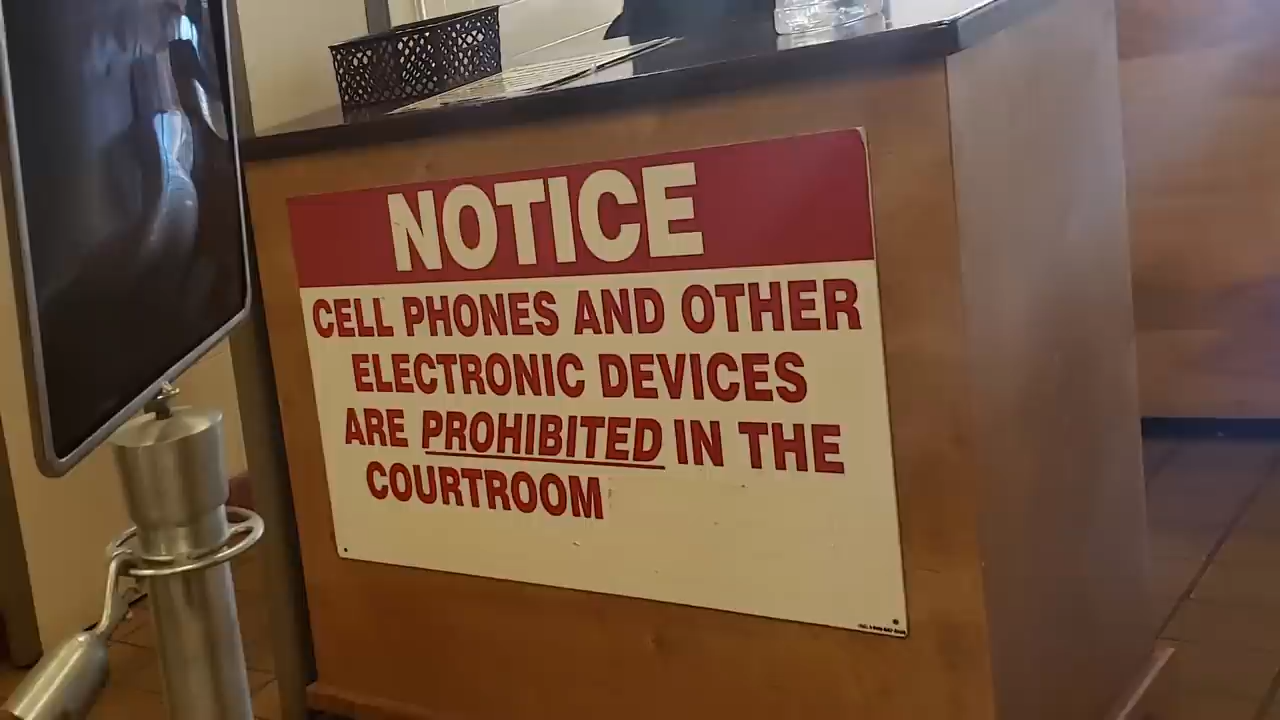 NOTICE
CELL PHONES AND OTHER
ELECTRONIC DEVICES
ARE PROHIBITED IN THE
COURTROOM